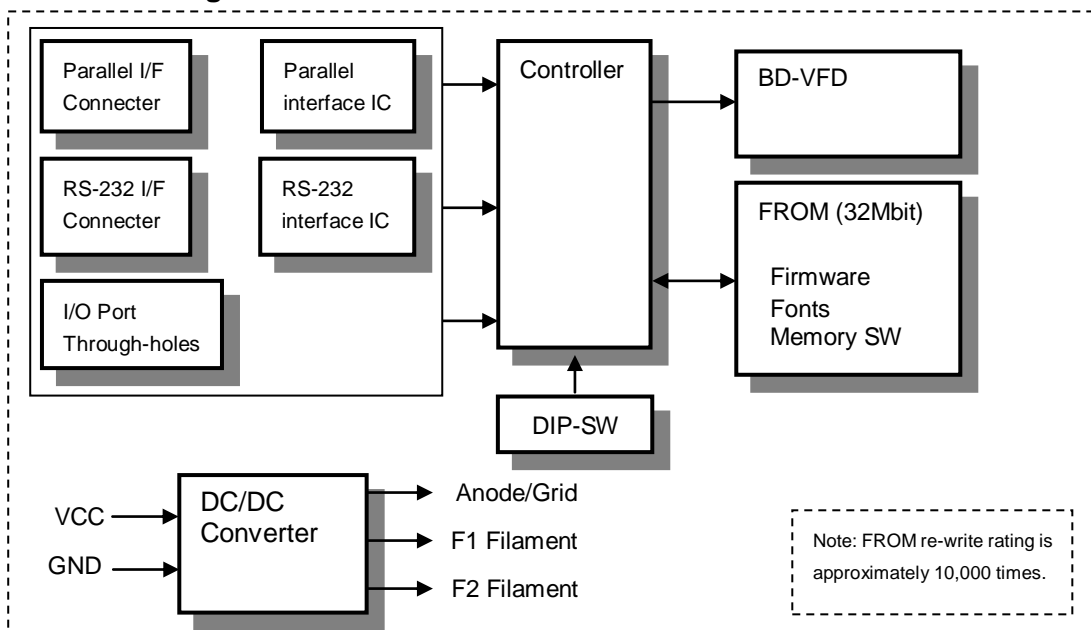 Parallel I/F
Connecter
Parallel
interface IC
Controller
BD-VFD
RS-232 I/F
Connecter
RS-232
interface IC
FROM (32Mbit)
Firmware
Fonts
Memory SW
I/O Port
Through-holes
DIP-SW
VCC
GND
DC/DC
Converter
Anode/Grid
F1 Filament
F2 Filament
Note: FROM re-write rating is
approximately 10,000 times.